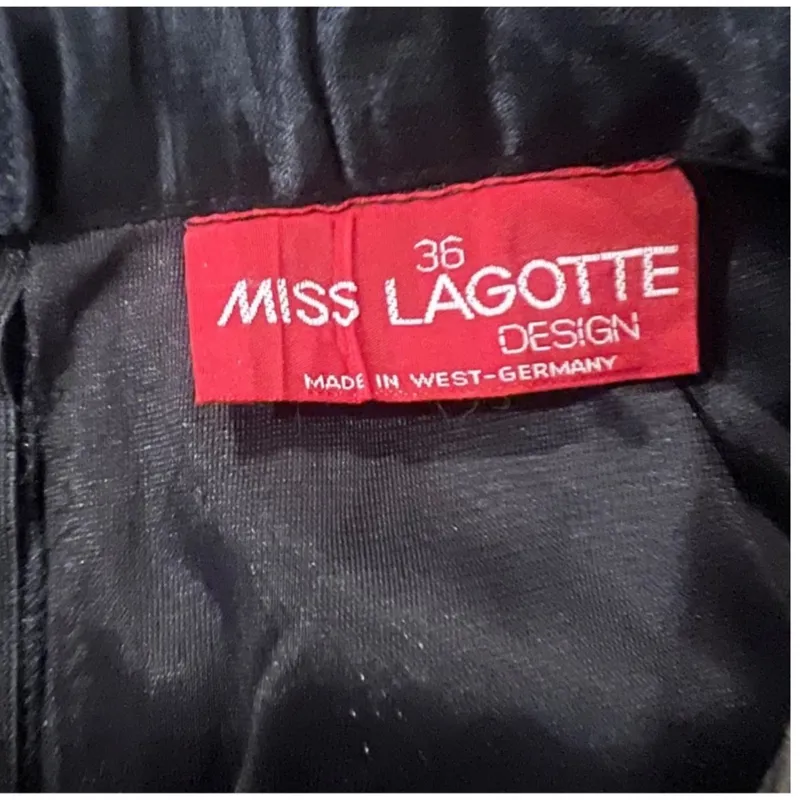 36
MISS LAGOTTE
DESIGN
MADE IN WEST-GERMANY